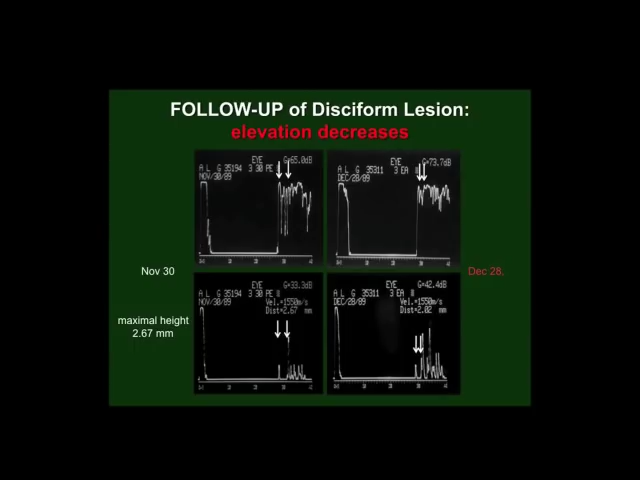 FOLLOW-UP of Disciform Lesion:
elevation decreases
EYE G=65.0dB
A L G 35194 3 30 PE
NOV/30/89
EYE G=73.7dB
A L G 35311 3 EA
DEC/28/89
Nov 30
Dec 28,
EYE G=33.3dB
A L G 35194 3 30 PE
NOV/30/89 Vel.=1550m/s
Dist=2.67 mm
EYE G=42.4dB
A L G 35311 3 EA
DEC/28/89 Vel.=1550m/s
Dist=2.02 mm
maximal height
2.67 mm